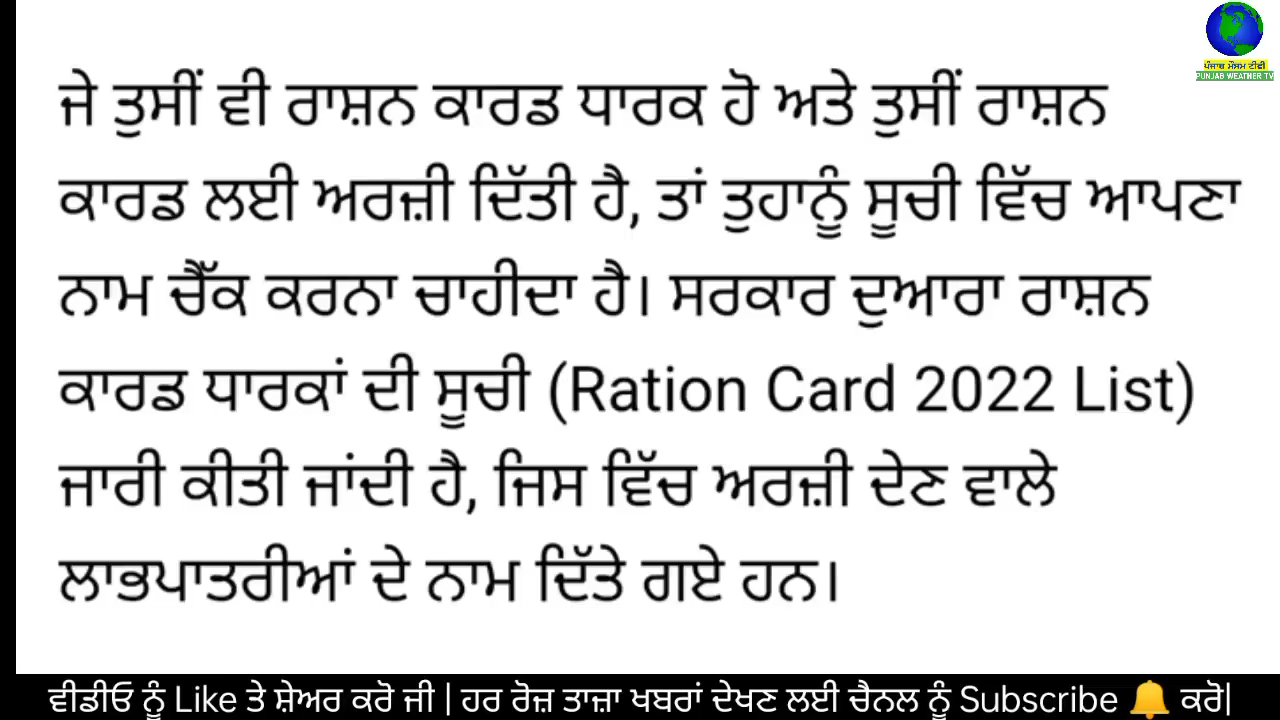 ਪੰਜਾਬ ਮੌਸਮ ਟੀਵੀ
PUNJAB WEATHER TV
ਜੇ ਤੁਸੀਂ ਵੀ ਰਾਸ਼ਨ ਕਾਰਡ ਧਾਰਕ ਹੋ ਅਤੇ ਤੁਸੀਂ ਰਾਸ਼ਨ
ਕਾਰਡ ਲਈ ਅਰਜ਼ੀ ਦਿੱਤੀ ਹੈ, ਤਾਂ ਤੁਹਾਨੂੰ ਸੂਚੀ ਵਿੱਚ ਆਪਣਾ
ਨਾਮ ਚੈੱਕ ਕਰਨਾ ਚਾਹੀਦਾ ਹੈ। ਸਰਕਾਰ ਦੁਆਰਾ ਰਾਸ਼ਨ
ਕਾਰਡ ਧਾਰਕਾਂ ਦੀ ਸੂਚੀ (Ration Card 2022 List)
ਜਾਰੀ ਕੀਤੀ ਜਾਂਦੀ ਹੈ, ਜਿਸ ਵਿੱਚ ਅਰਜ਼ੀ ਦੇਣ ਵਾਲੇ
ਲਾਭਪਾਤਰੀਆਂ ਦੇ ਨਾਮ ਦਿੱਤੇ ਗਏ ਹਨ।
ਵੀਡੀਓ ਨੂੰ Like ਤੇ ਸ਼ੇਅਰ ਕਰੋ ਜੀ | ਹਰ ਰੋਜ਼ ਤਾਜ਼ਾ ਖਬਰਾਂ ਦੇਖਣ ਲਈ ਚੈਨਲ ਨੂੰ Subscribe 🔔 ਕਰੋ|